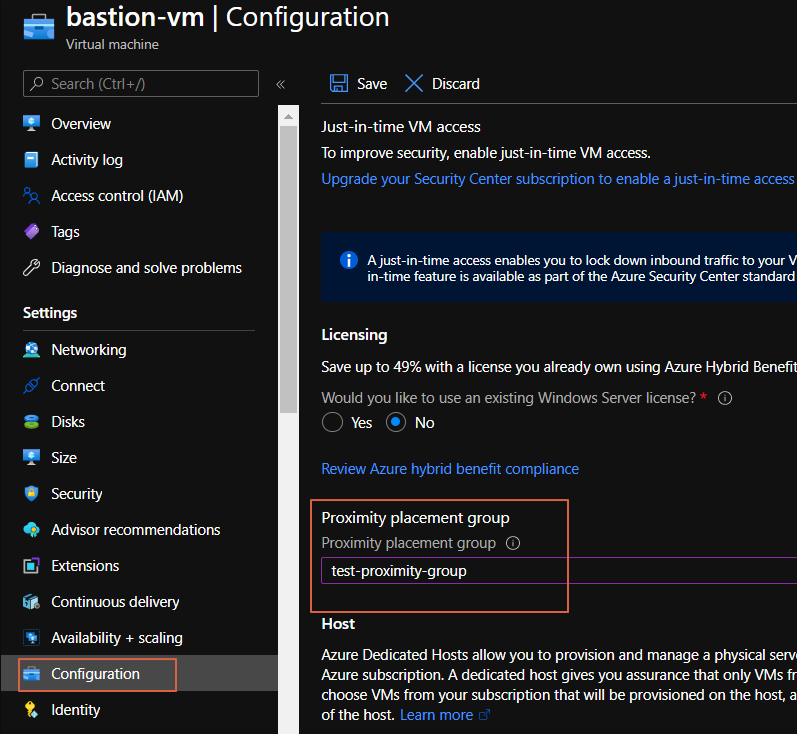 bastion-vm | Configuration
Virtual machine
Search (Ctrl+/)
«
Overview
Activity log
Access control (IAM)
Tags
Diagnose and solve problems
Settings
Networking
Connect
Disks
Size
Security
Advisor recommendations
Extensions
Continuous delivery
Availability + scaling
Configuration
Identity
Save
Discard
Just-in-time VM access
To improve security, enable just-in-time VM access.
Upgrade your Security Center subscription to enable a just-in-time access
A just-in-time access enables you to lock down inbound traffic to your V
in-time feature is available as part of the Azure Security Center standard
Licensing
Save up to 49% with a license you already own using Azure Hybrid Benefit
Would you like to use an existing Windows Server license? *
Yes
No
Review Azure hybrid benefit compliance
Proximity placement group
Proximity placement group
test-proximity-group
Host
Azure Dedicated Hosts allow you to provision and manage a physical serve
Azure subscription. A dedicated host gives you assurance that only VMs fr
choose VMs from your subscription that will be provisioned on the host, a
of the host. Learn more